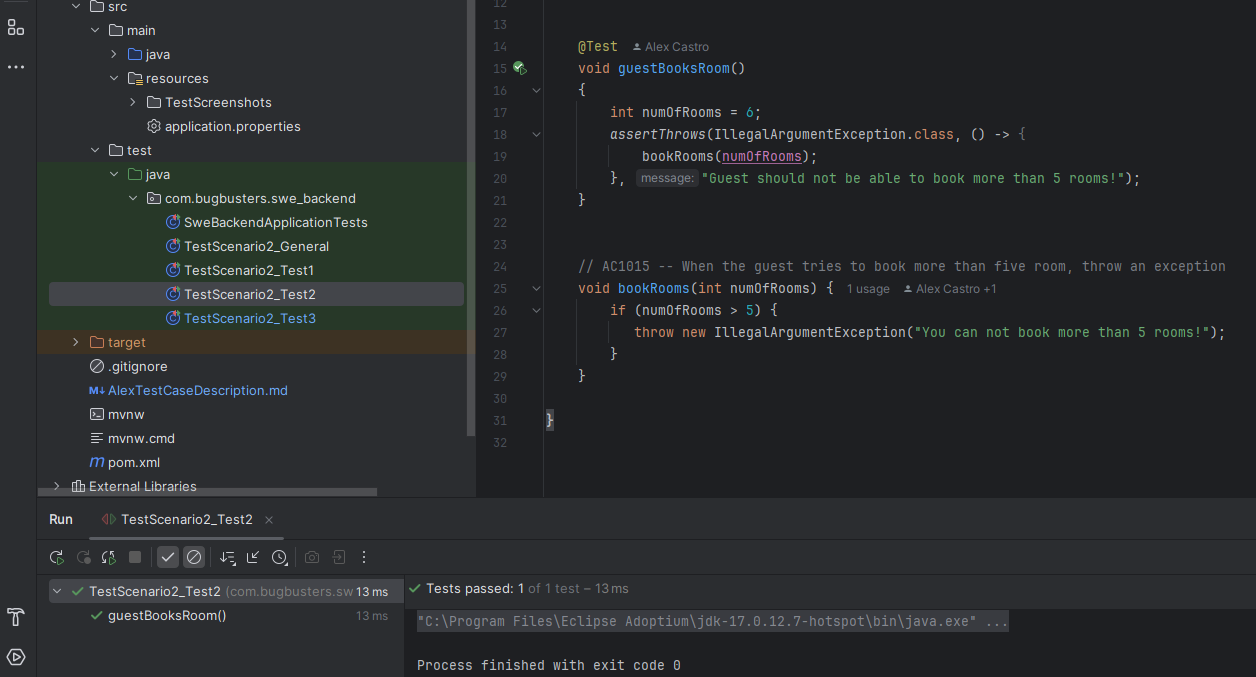 src
main
java
resources
TestScreenshots
application.properties
test
java
com.bugbusters.swe_backend
SweBackendApplicationTests
TestScenario2_General
TestScenario2_Test1
TestScenario2_Test2
TestScenario2_Test3
target
.gitignore
M↓ AlexTestCaseDescription.md
mvnw
mvnw.cmd
m pom.xml
External Libraries
12
13
14 @Test Alex Castro
15 void guestBooksRoom()
16 {
17 int numOfRooms = 6;
18 assertThrows(IllegalArgumentException.class, () -> {
19 bookRooms(numOfRooms);
20 }, message: "Guest should not be able to book more than 5 rooms!");
21 }
22
23
24 // AC1015 -- When the guest tries to book more than five room, throw an exception
25 void bookRooms(int numOfRooms) { 1 usage Alex Castro +1
26 if (numOfRooms > 5) {
27 throw new IllegalArgumentException("You can not book more than 5 rooms!");
28 }
29 }
30
31 }
32
Run TestScenario2_Test2
TestScenario2_Test2 (com.bugbusters.sw 13 ms
guestBooksRoom() 13 ms
Tests passed: 1 of 1 test – 13 ms
"C:\Program Files\Eclipse Adoptium\jdk-17.0.12.7-hotspot\bin\java.exe" ...
Process finished with exit code 0